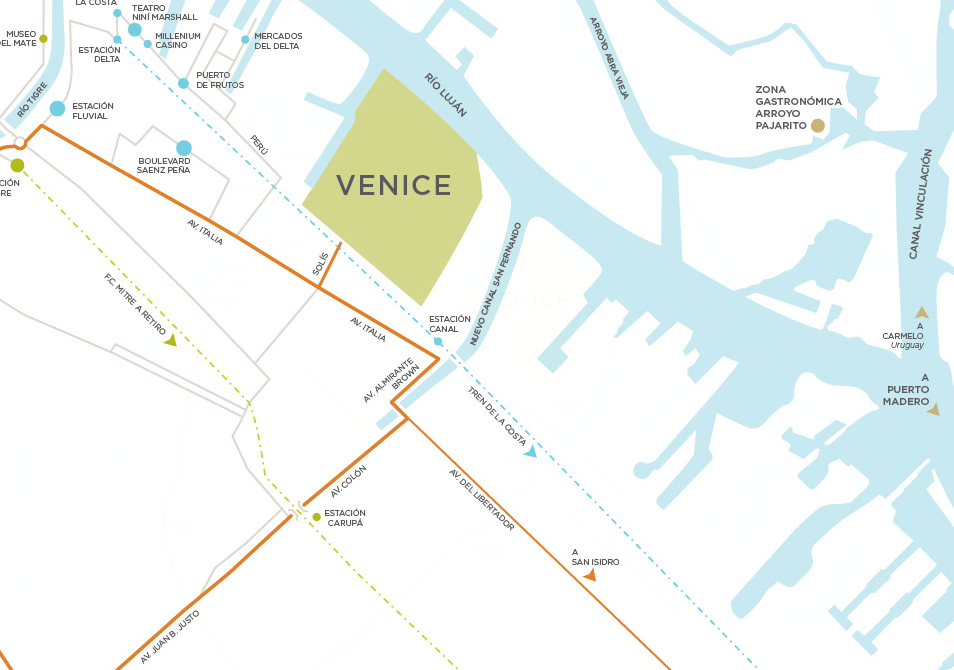 LA COSTA
TEATRO
NINÍ MARSHALL
MUSEO
DEL MATE
MILLENIUM
CASINO
ESTACIÓN
DELTA
MERCADOS
DEL DELTA
PUERTO
DE FRUTOS
RÍO TIGRE
ESTACIÓN
FLUVIAL
PERÚ
BOULEVARD
SAENZ PEÑA
CIÓN
RE
RÍO LUJÁN
ARROYO ABRA VIEJA
ZONA
GASTRONÓMICA
ARROYO
PAJARITO
VENICE
CANAL VINCULACIÓN
AV. ITALIA
SOLÍS
NUEVO CANAL SAN FERNANDO
F.C. MITRE A RETIRO
AV. ITALIA
ESTACIÓN
CANAL
VENICE
A
CARMELO
Uruguay
A
PUERTO
MADERO
AV. ALMIRANTE
BROWN
TREN DE LA COSTA
AV. COLÓN
AV. DEL LIBERTADOR
ESTACIÓN
CARUPÁ
A
SAN ISIDRO
AV. JUAN B. JUSTO